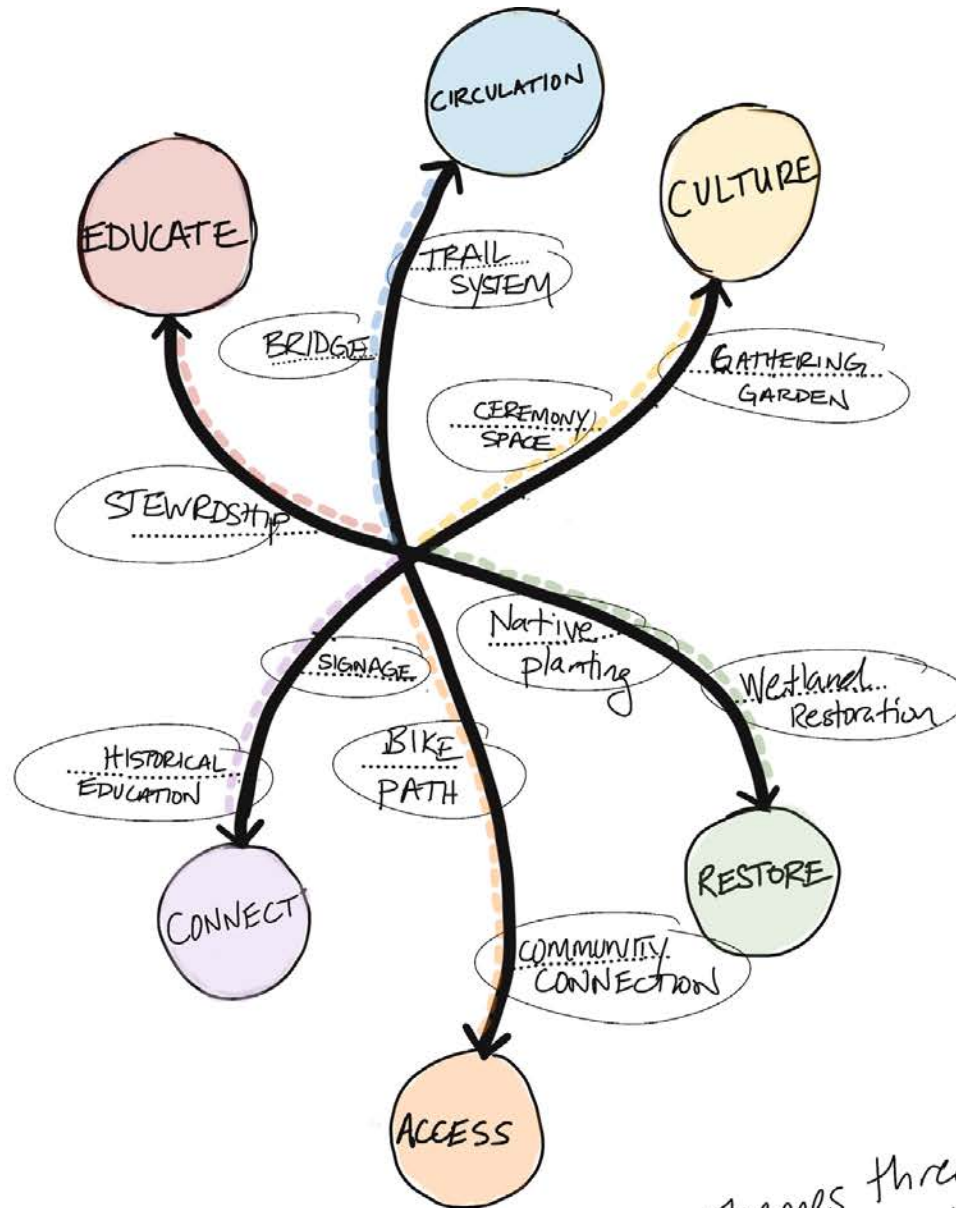 CIRCULATION
CULTURE
EDUCATE
TRAIL
SYSTEM
BRIDGE
GATHERING
GARDEN
CEREMONY
SPACE
STEWRDSHIP
Native
planting
SIGNAGE
Wetland
Restoration
BIKE
PATH
HISTORICAL
EDUCATION
RESTORE
CONNECT
COMMUNITY
CONNECTION
ACCESS